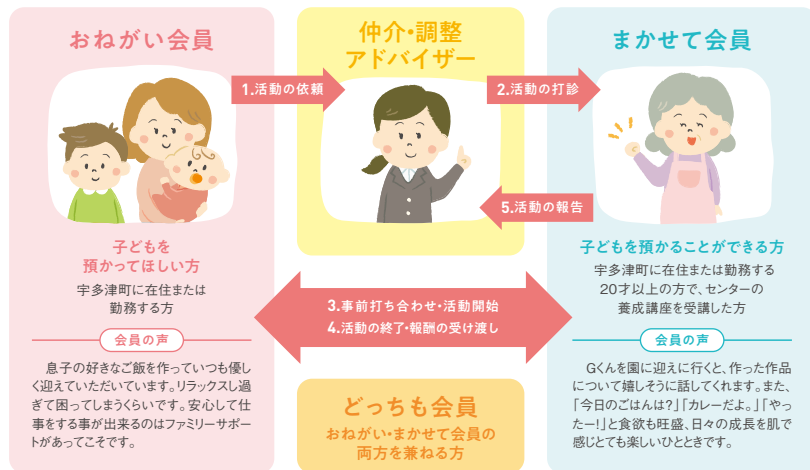 おねがい会員
1.活動の依頼
子どもを
預かってほしい方
宇多津町に在住または
勤務する方
会員の声
息子の好きなご飯を作っていつも優し
く迎えていただいています。リラックスし過
ぎて困ってしまうくらいです。安心して仕
事をする事が出来るのはファミリーサポー
トがあってこそです。
仲介・調整
アドバイザー
2.活動の打診
5.活動の報告
3.事前打ち合わせ・活動開始
4.活動の終了・報酬の受け渡し
どっちも会員
おねがい・まかせて会員の
両方を兼ねる方
まかせて会員
子どもを預かることができる方
宇多津町に在住または勤務する
20才以上の方で、センターの
養成講座を受講した方
会員の声
Gくんを園に迎えに行くと、作った作品
について嬉しそうに話してくれます。また、
「今日のごはんは?」「カレーだよ。」「やっ
たー!」と食欲も旺盛、日々の成長を肌で
感じとても楽しいひとときです。